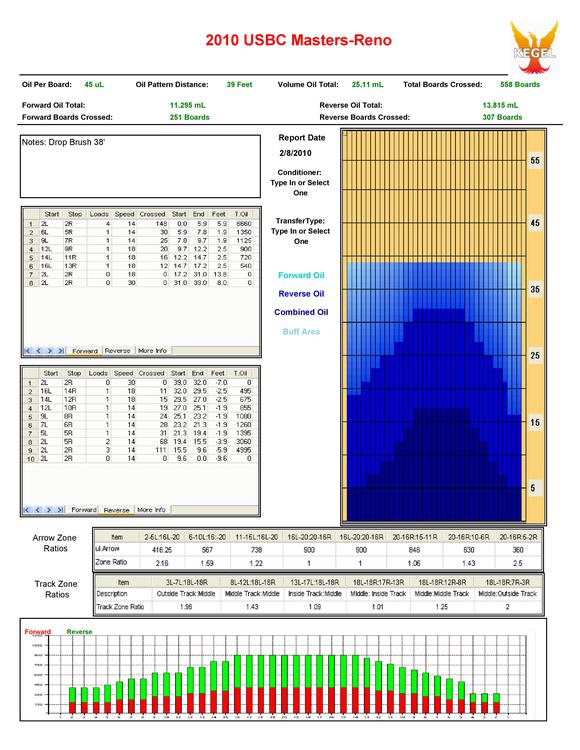 2010 USBC Masters-Reno
KEGEL
Oil Per Board: 45 uL Oil Pattern Distance: 39 Feet Volume Oil Total: 25.11 mL Total Boards Crossed: 558 Boards
Forward Oil Total: 11.295 mL Reverse Oil Total: 13.815 mL
Forward Boards Crossed: 251 Boards Reverse Boards Crossed: 307 Boards
Notes: Drop Brush 38'
Report Date
2/8/2010
Conditioner:
Type In or Select
One
TransferType:
Type In or Select
One
Forward Oil
Reverse Oil
Combined Oil
Buff Area
Start Stop Loads Speed Crossed Start End Feet T.Oil
1 2L 2R 4 14 148 0.0 5.9 5.9 6660
2 6L 5R 1 14 30 5.9 7.8 1.9 1350
3 9L 7R 1 14 25 7.8 9.7 1.9 1125
4 12L 9R 1 18 20 9.7 12.2 2.5 900
5 14L 11R 1 18 16 12.2 14.7 2.5 720
6 16L 13R 1 18 12 14.7 17.2 2.5 540
7 2L 2R 0 18 0 17.2 31.0 13.8 0
8 2L 2R 0 30 0 31.0 39.0 8.0 0
Forward Reverse More Info
Start Stop Loads Speed Crossed Start End Feet T.Oil
1 2L 2R 0 30 0 39.0 32.0 -7.0 0
2 16L 14R 1 18 11 32.0 29.5 -2.5 495
3 14L 12R 1 18 15 29.5 27.0 -2.5 675
4 12L 10R 1 14 19 27.0 25.1 -1.9 855
5 9L 8R 1 14 24 25.1 23.2 -1.9 1080
6 7L 6R 1 14 28 23.2 21.3 -1.9 1260
7 5L 5R 1 14 31 21.3 19.4 -1.9 1395
8 2L 5R 2 14 68 19.4 15.5 -3.9 3060
9 2L 2R 3 14 111 15.5 9.6 -5.9 4995
10 2L 2R 0 14 0 9.6 0.0 -9.6 0
Forward Reverse More Info
55
45
35
25
15
5
Arrow Zone
Ratios
Item 2-5L:16L-20 6-10L:16:-20 11-15L:16L-20 16L-20:20-16R 16L-20:20-16R 20-16R:15-11R 20-16R:10-6R 20-16R:5-2R
ul Arrow 416.25 567 738 900 900 846 630 360
Zone Ratio 2.16 1.59 1.22 1 1 1.06 1.43 2.5
Track Zone
Ratios
Item 3L-7L:18L-18R 8L-12L:18L-18R 13L-17L:18L-18R 18L-18R:17R-13R 18L-18R:12R-8R 18L-18R:7R-3R
Description Outside Track:Middle Middle Track:Middle Inside Track:Middle Middle: Inside Track Middle:Middle Track Middle:Outside Track
Track Zone Ratio 1.96 1.43 1.09 1.01 1.25 2
Forward Reverse